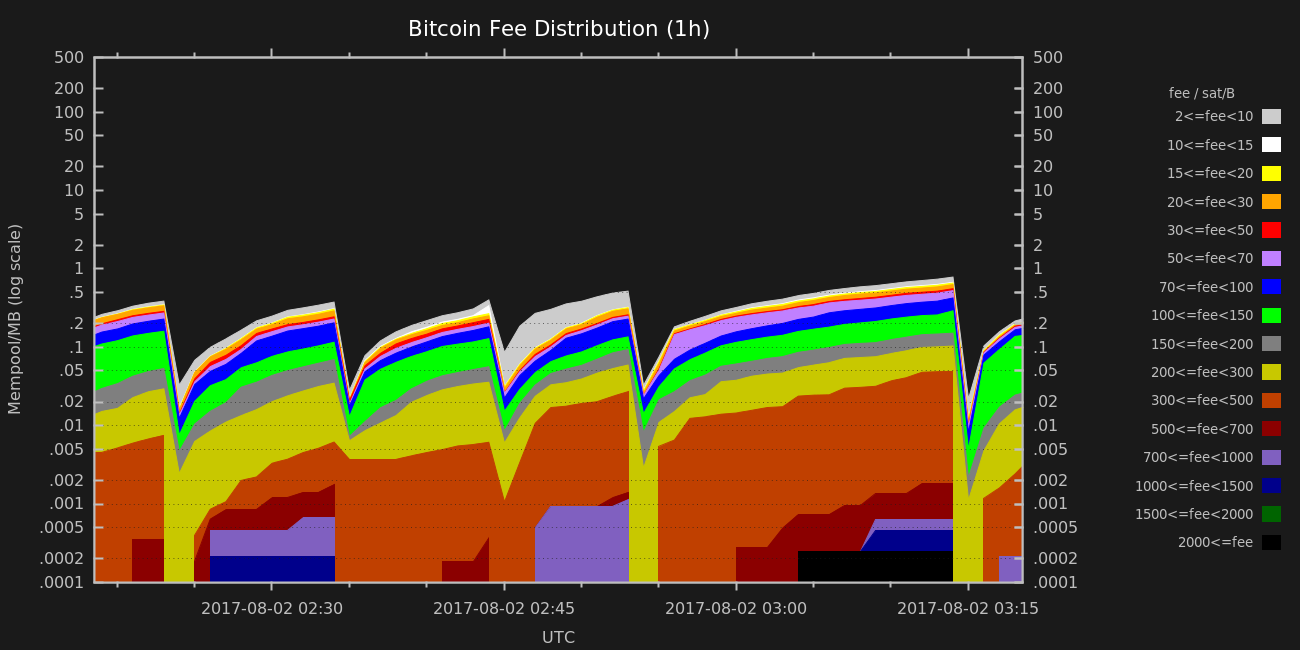 Bitcoin Fee Distribution (1h)
500
200
100
50
20
10
5
2
1
.5
.2
.1
.05
.02
.01
.005
.002
.001
.0005
.0002
.0001
Mempool/MB (log scale)
500
200
100
50
20
10
5
2
1
.5
.2
.1
.05
.02
.01
.005
.002
.001
.0005
.0002
.0001
2017-08-02 02:30
2017-08-02 02:45
2017-08-02 03:00
2017-08-02 03:15
UTC
fee / sat/B
2<=fee<10
10<=fee<15
15<=fee<20
20<=fee<30
30<=fee<50
50<=fee<70
70<=fee<100
100<=fee<150
150<=fee<200
200<=fee<300
300<=fee<500
500<=fee<700
700<=fee<1000
1000<=fee<1500
1500<=fee<2000
2000<=fee